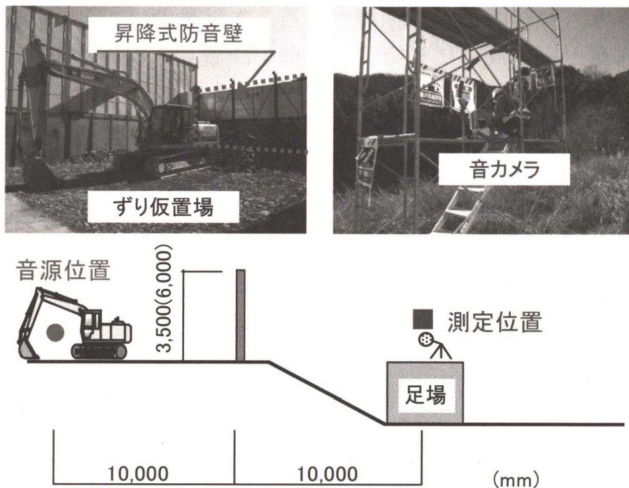 昇降式防音壁
ずり仮置場
音カメラ
音源位置
3,500(6,000)
測定位置
足場
10,000
10,000
(mm)